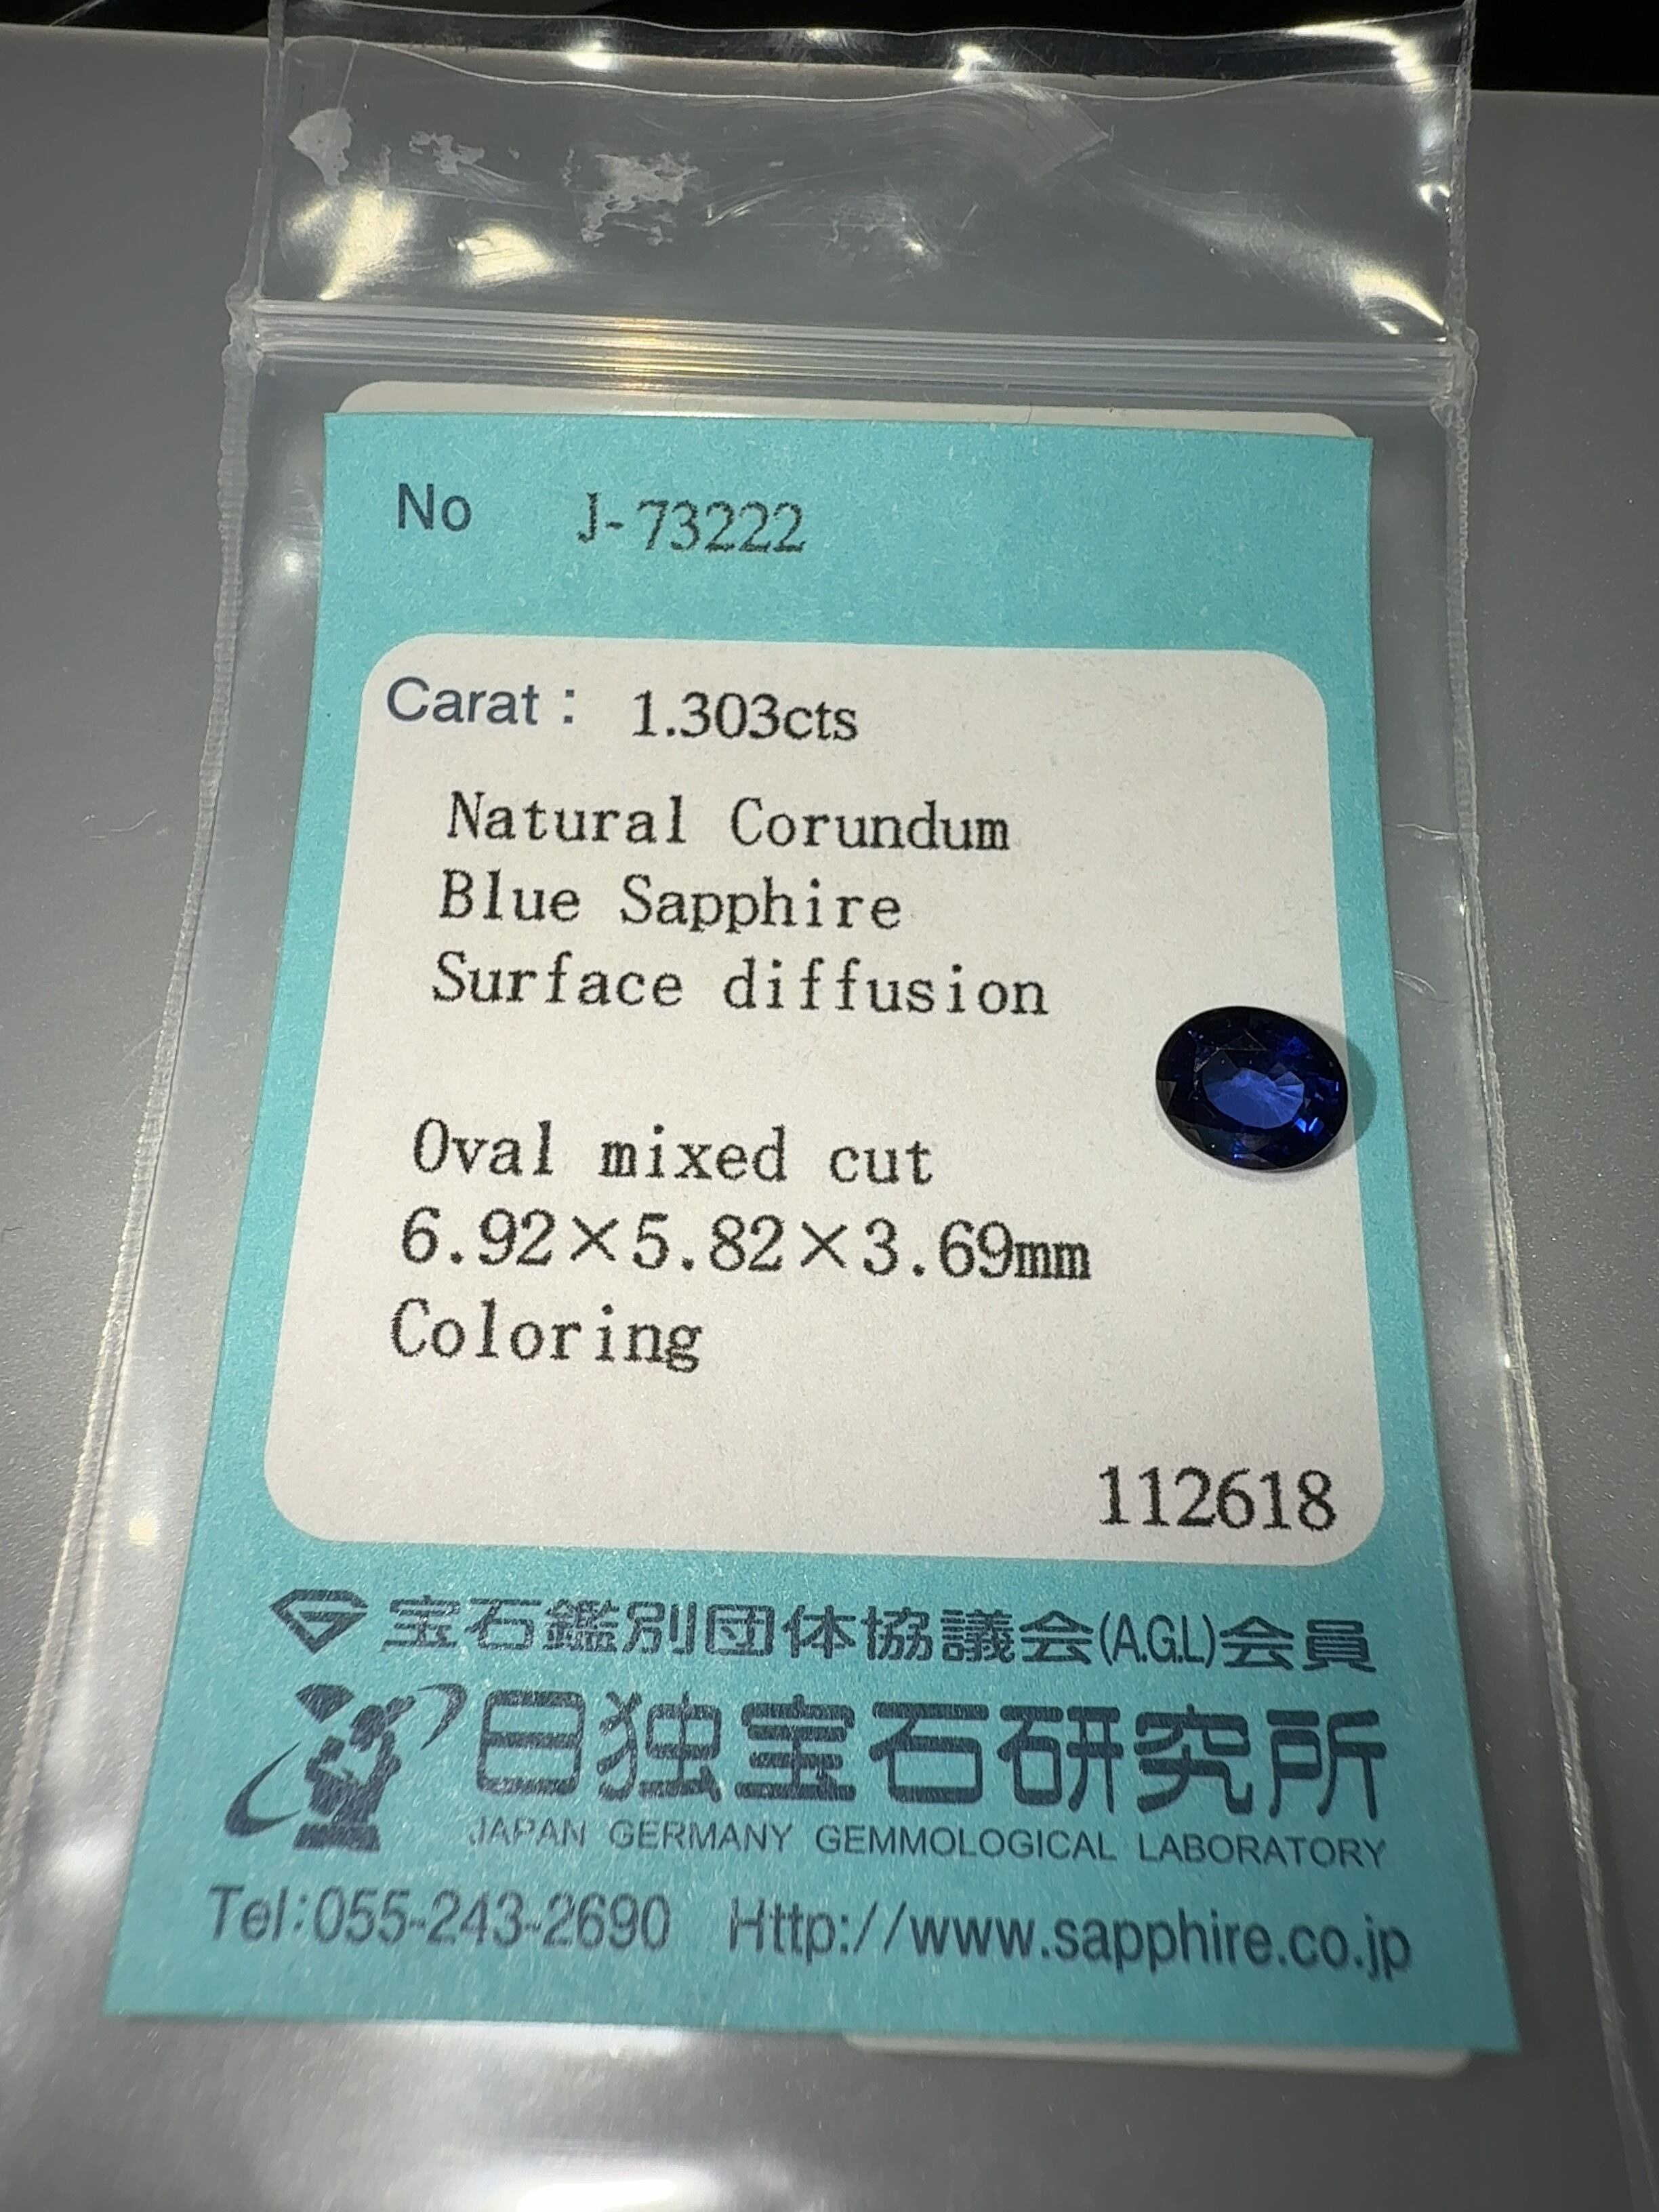 No J-73222
Carat : 1.303cts
Natural Corundum
Blue Sapphire
Surface diffusion
Oval mixed cut
6.92×5.82×3.69mm
Coloring
112618
宝石鑑別団体協議会(A.G.L)会員
日独宝石研究所
JAPAN GERMANY GEMMOLOGICAL LABORATORY
Tel:055-243-2690 Http://www.sapphire.co.jp